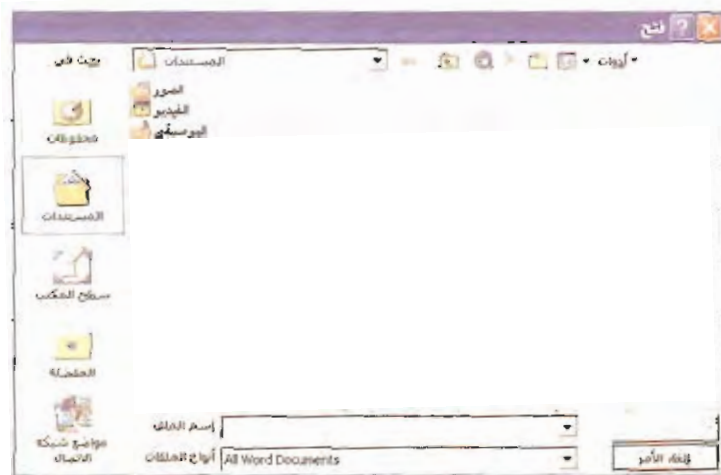 فتح
بحث في
المستندات
أدوات
الصور
الفيديو
الموسيقى
محفوظات
المستندات
سطح المكتب
المفضلة
مواضع شبكة
الاتصال
إسم الملف
أنواع الملفات
All Word Documents
إلغاء الأمر